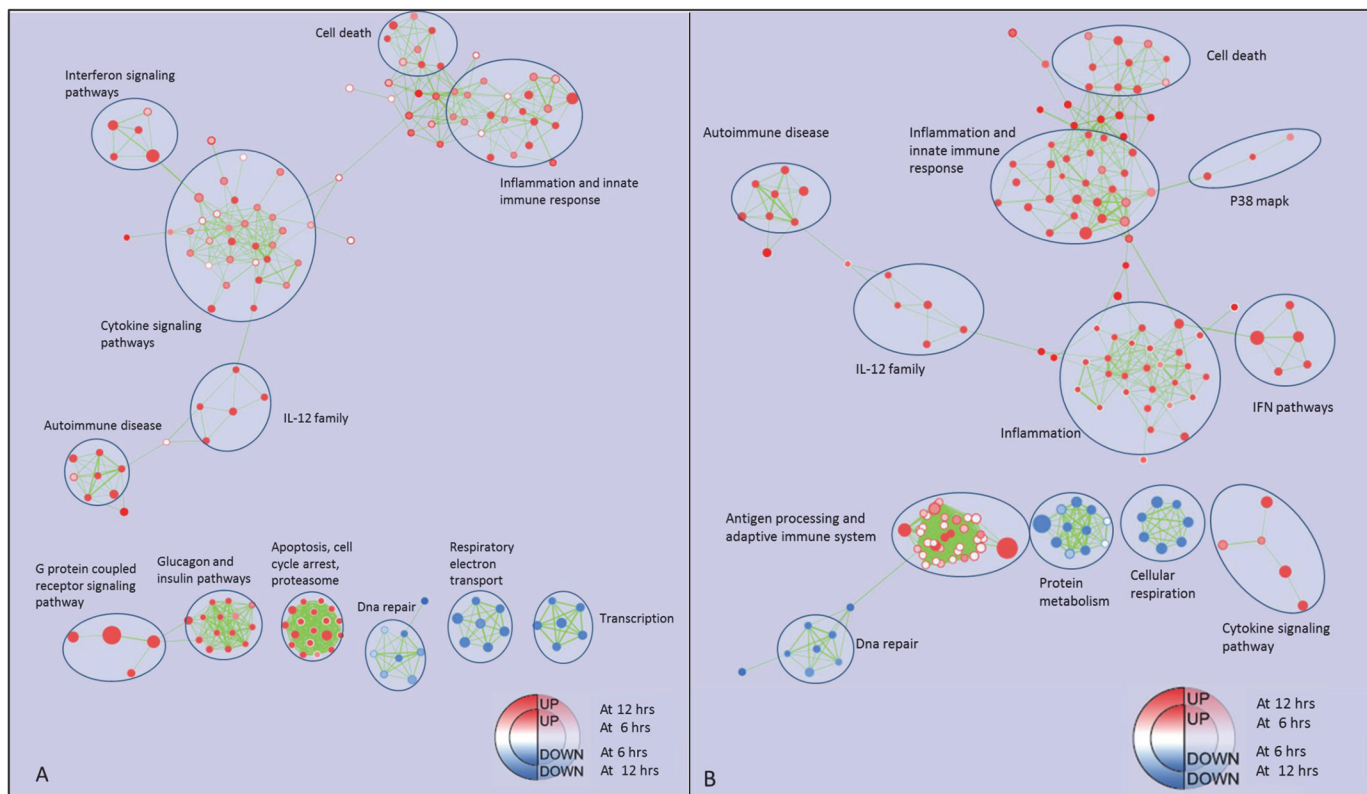 Cell death
Interferon signaling
pathways
Inflammation and innate
immune response
Cytokine signaling
pathways
IL-12 family
Autoimmune disease
G protein coupled
receptor signaling
pathway
Glucagon and
insulin pathways
Apoptosis, cell
cycle arrest,
proteasome
Dna repair
Respiratory
electron
transport
Transcription
UP
UP
DOWN
DOWN
At 12 hrs
At 6 hrs
At 6 hrs
At 12 hrs
A
Cell death
Autoimmune disease
Inflammation and
innate immune
response
P38 mapk
IL-12 family
IFN pathways
Inflammation
Antigen processing and
adaptive immune system
Protein
metabolism
Cellular
respiration
Cytokine signaling
pathway
Dna repair
UP
UP
DOWN
DOWN
At 12 hrs
At 6 hrs
At 6 hrs
At 12 hrs
B